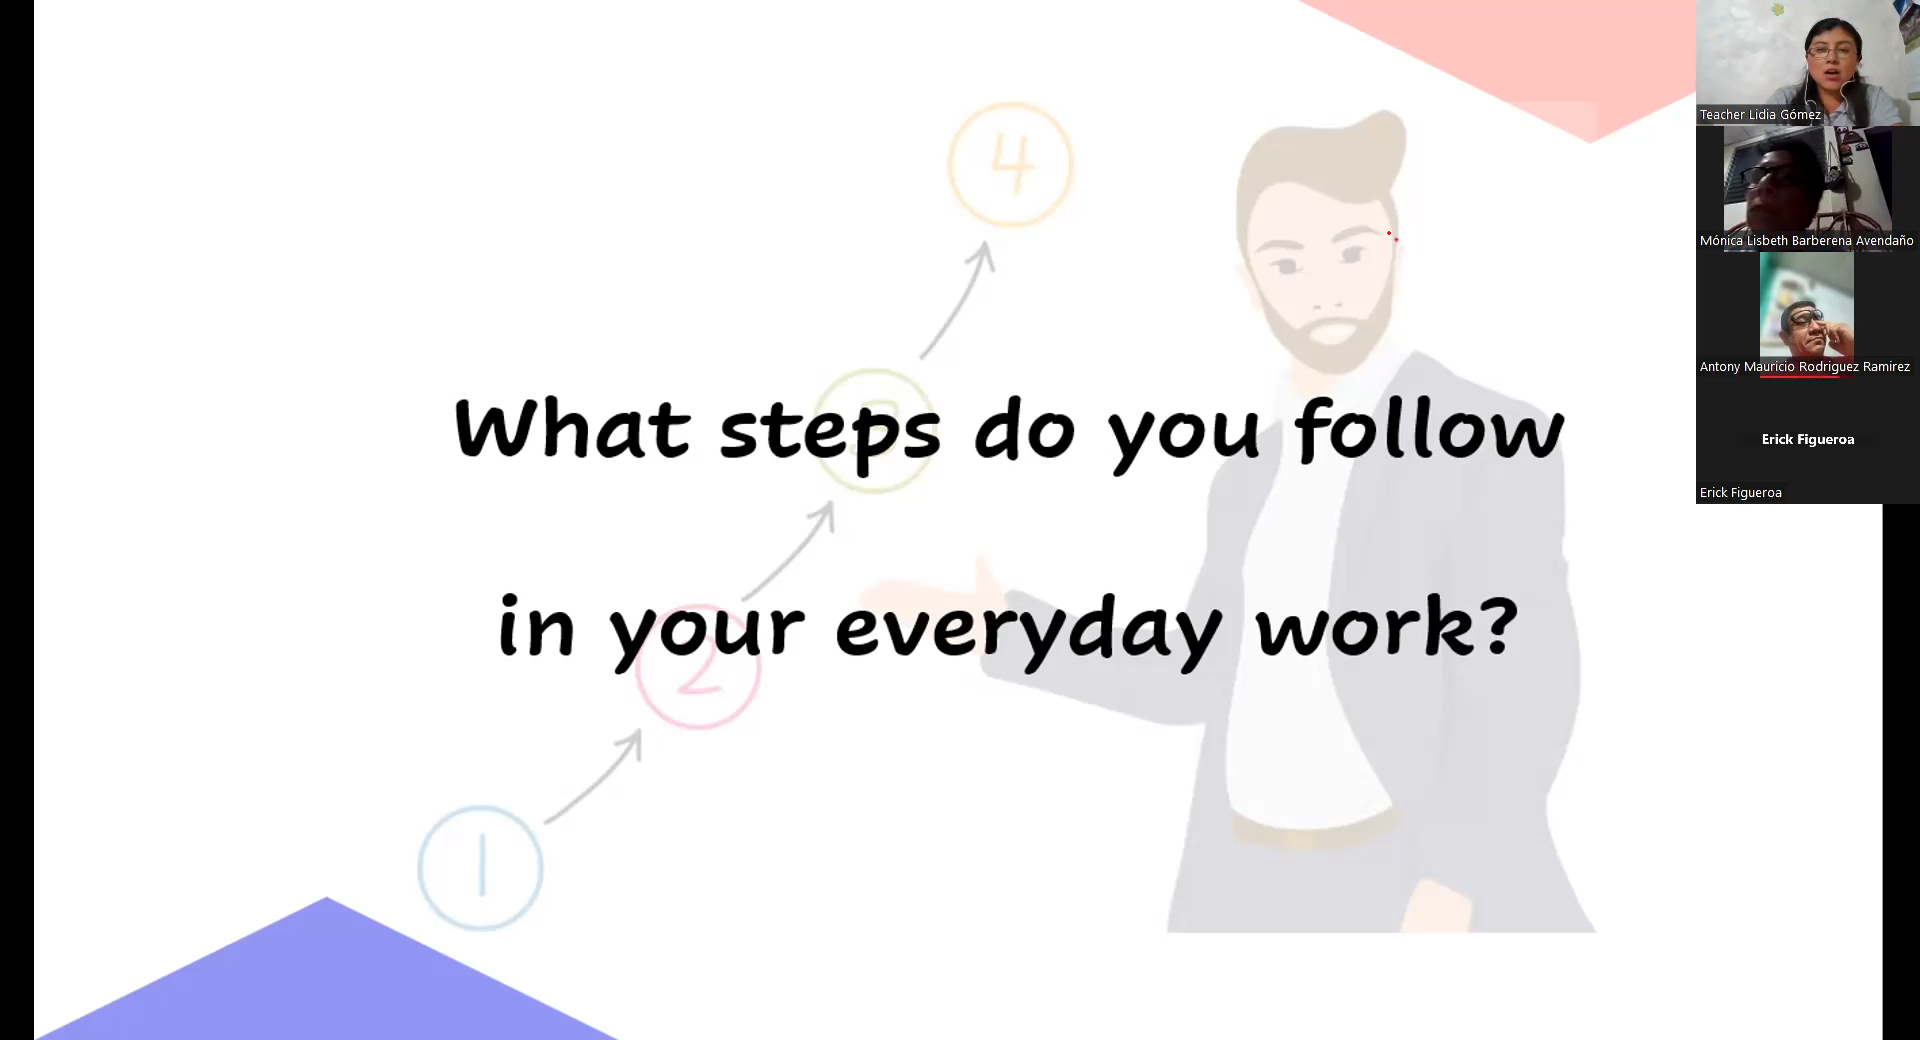 4
3
What steps do you follow
in your everyday work?
2
1
Teacher Lidia Gómez
Mónica Lisbeth Barberena Avendaño
Antony Mauricio Rodriguez Ramirez
Erick Figueroa
Erick Figueroa